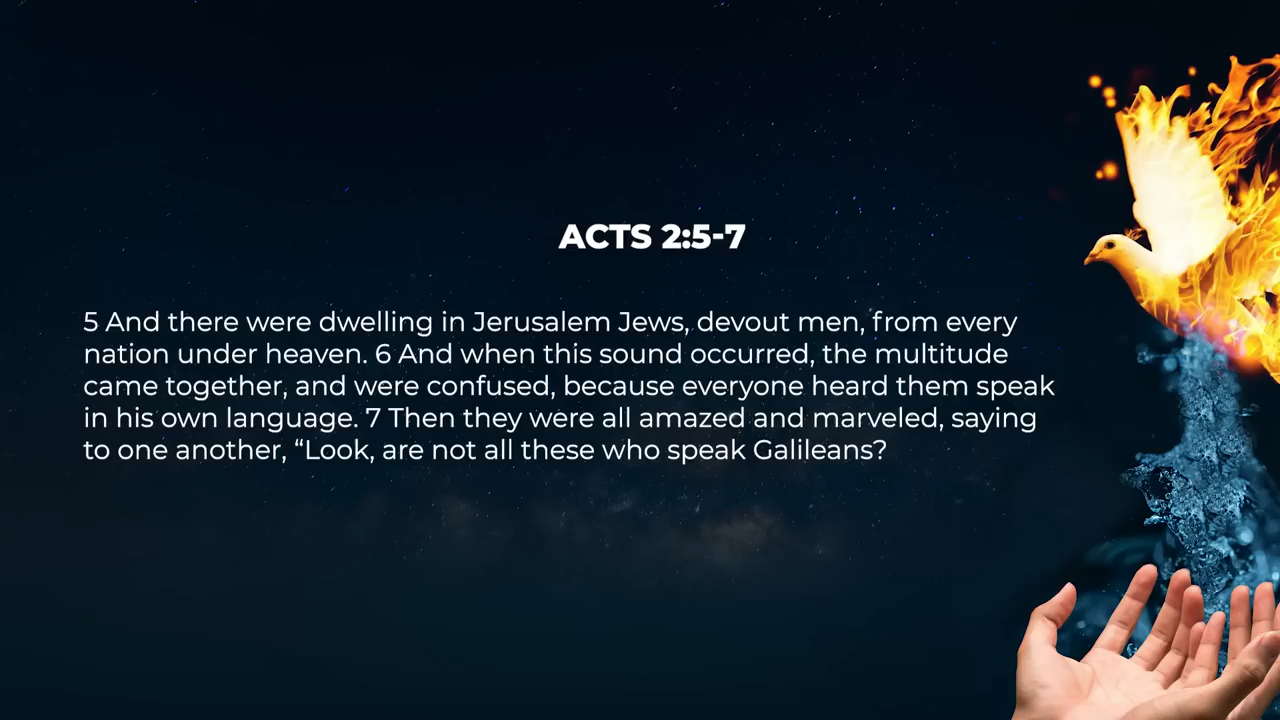 ACTS 2:5-7
5 And there were dwelling in Jerusalem Jews, devout men, from every
nation under heaven. 6 And when this sound occurred, the multitude
came together, and were confused, because everyone heard them speak
in his own language. 7 Then they were all amazed and marveled, saying
to one another, “Look, are not all these who speak Galileans?